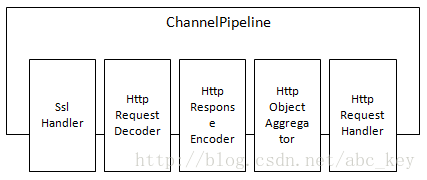 ChannelPipeline
Ssl
Handler
Http
Request
Decoder
Http
Respons
e
Encoder
Http
Object
Aggrega
tor
Http
Request
Handler
http://blog.csdn.net/abc_key